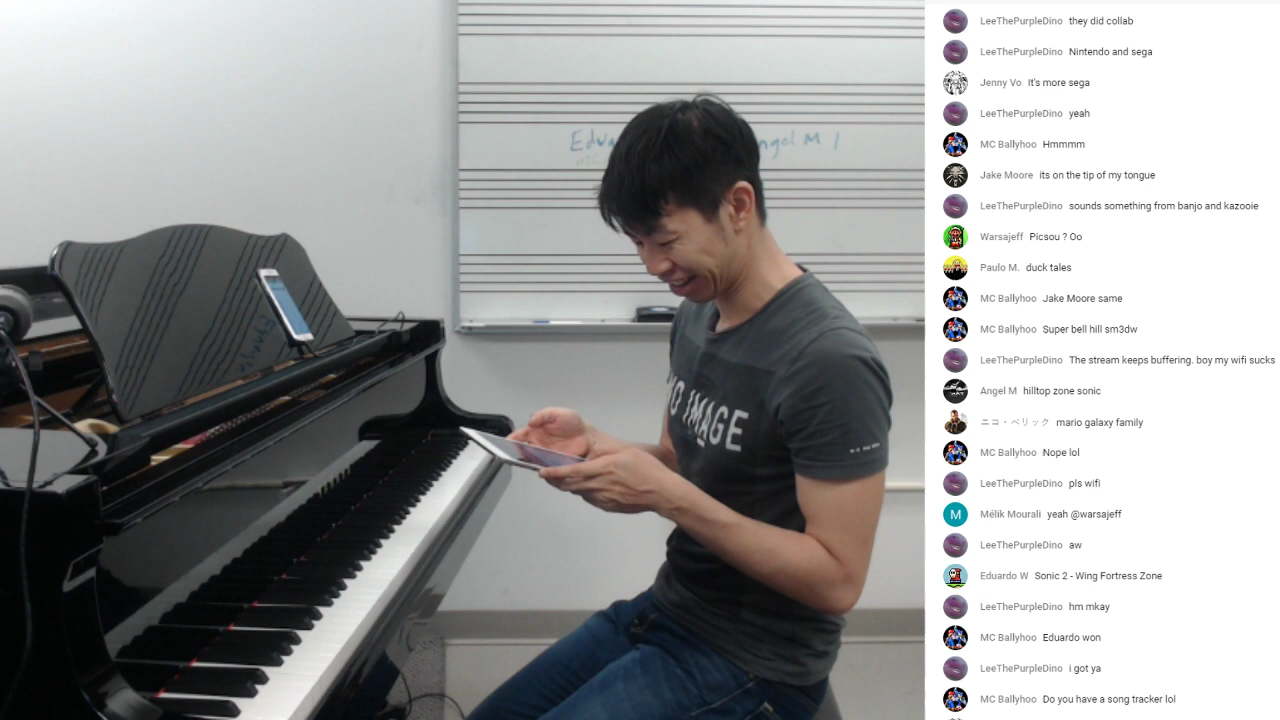 Edwa ngel M 1
NO IMAGE
LeeThePurpleDino they did collab
LeeThePurpleDino Nintendo and sega
Jenny Vo It's more sega
LeeThePurpleDino yeah
MC Ballyhoo Hmmmm
Jake Moore its on the tip of my tongue
LeeThePurpleDino sounds something from banjo and kazooie
Warsajeff Picsou ? Oo
Paulo M. duck tales
MC Ballyhoo Jake Moore same
MC Ballyhoo Super bell hill sm3dw
LeeThePurpleDino The stream keeps buffering. boy my wifi sucks
Angel M hilltop zone sonic
ニコ・ベリック mario galaxy family
MC Ballyhoo Nope lol
LeeThePurpleDino pls wifi
M Mélik Mourali yeah @warsajeff
LeeThePurpleDino aw
Eduardo W Sonic 2 - Wing Fortress Zone
LeeThePurpleDino hm mkay
MC Ballyhoo Eduardo won
LeeThePurpleDino i got ya
MC Ballyhoo Do you have a song tracker lol